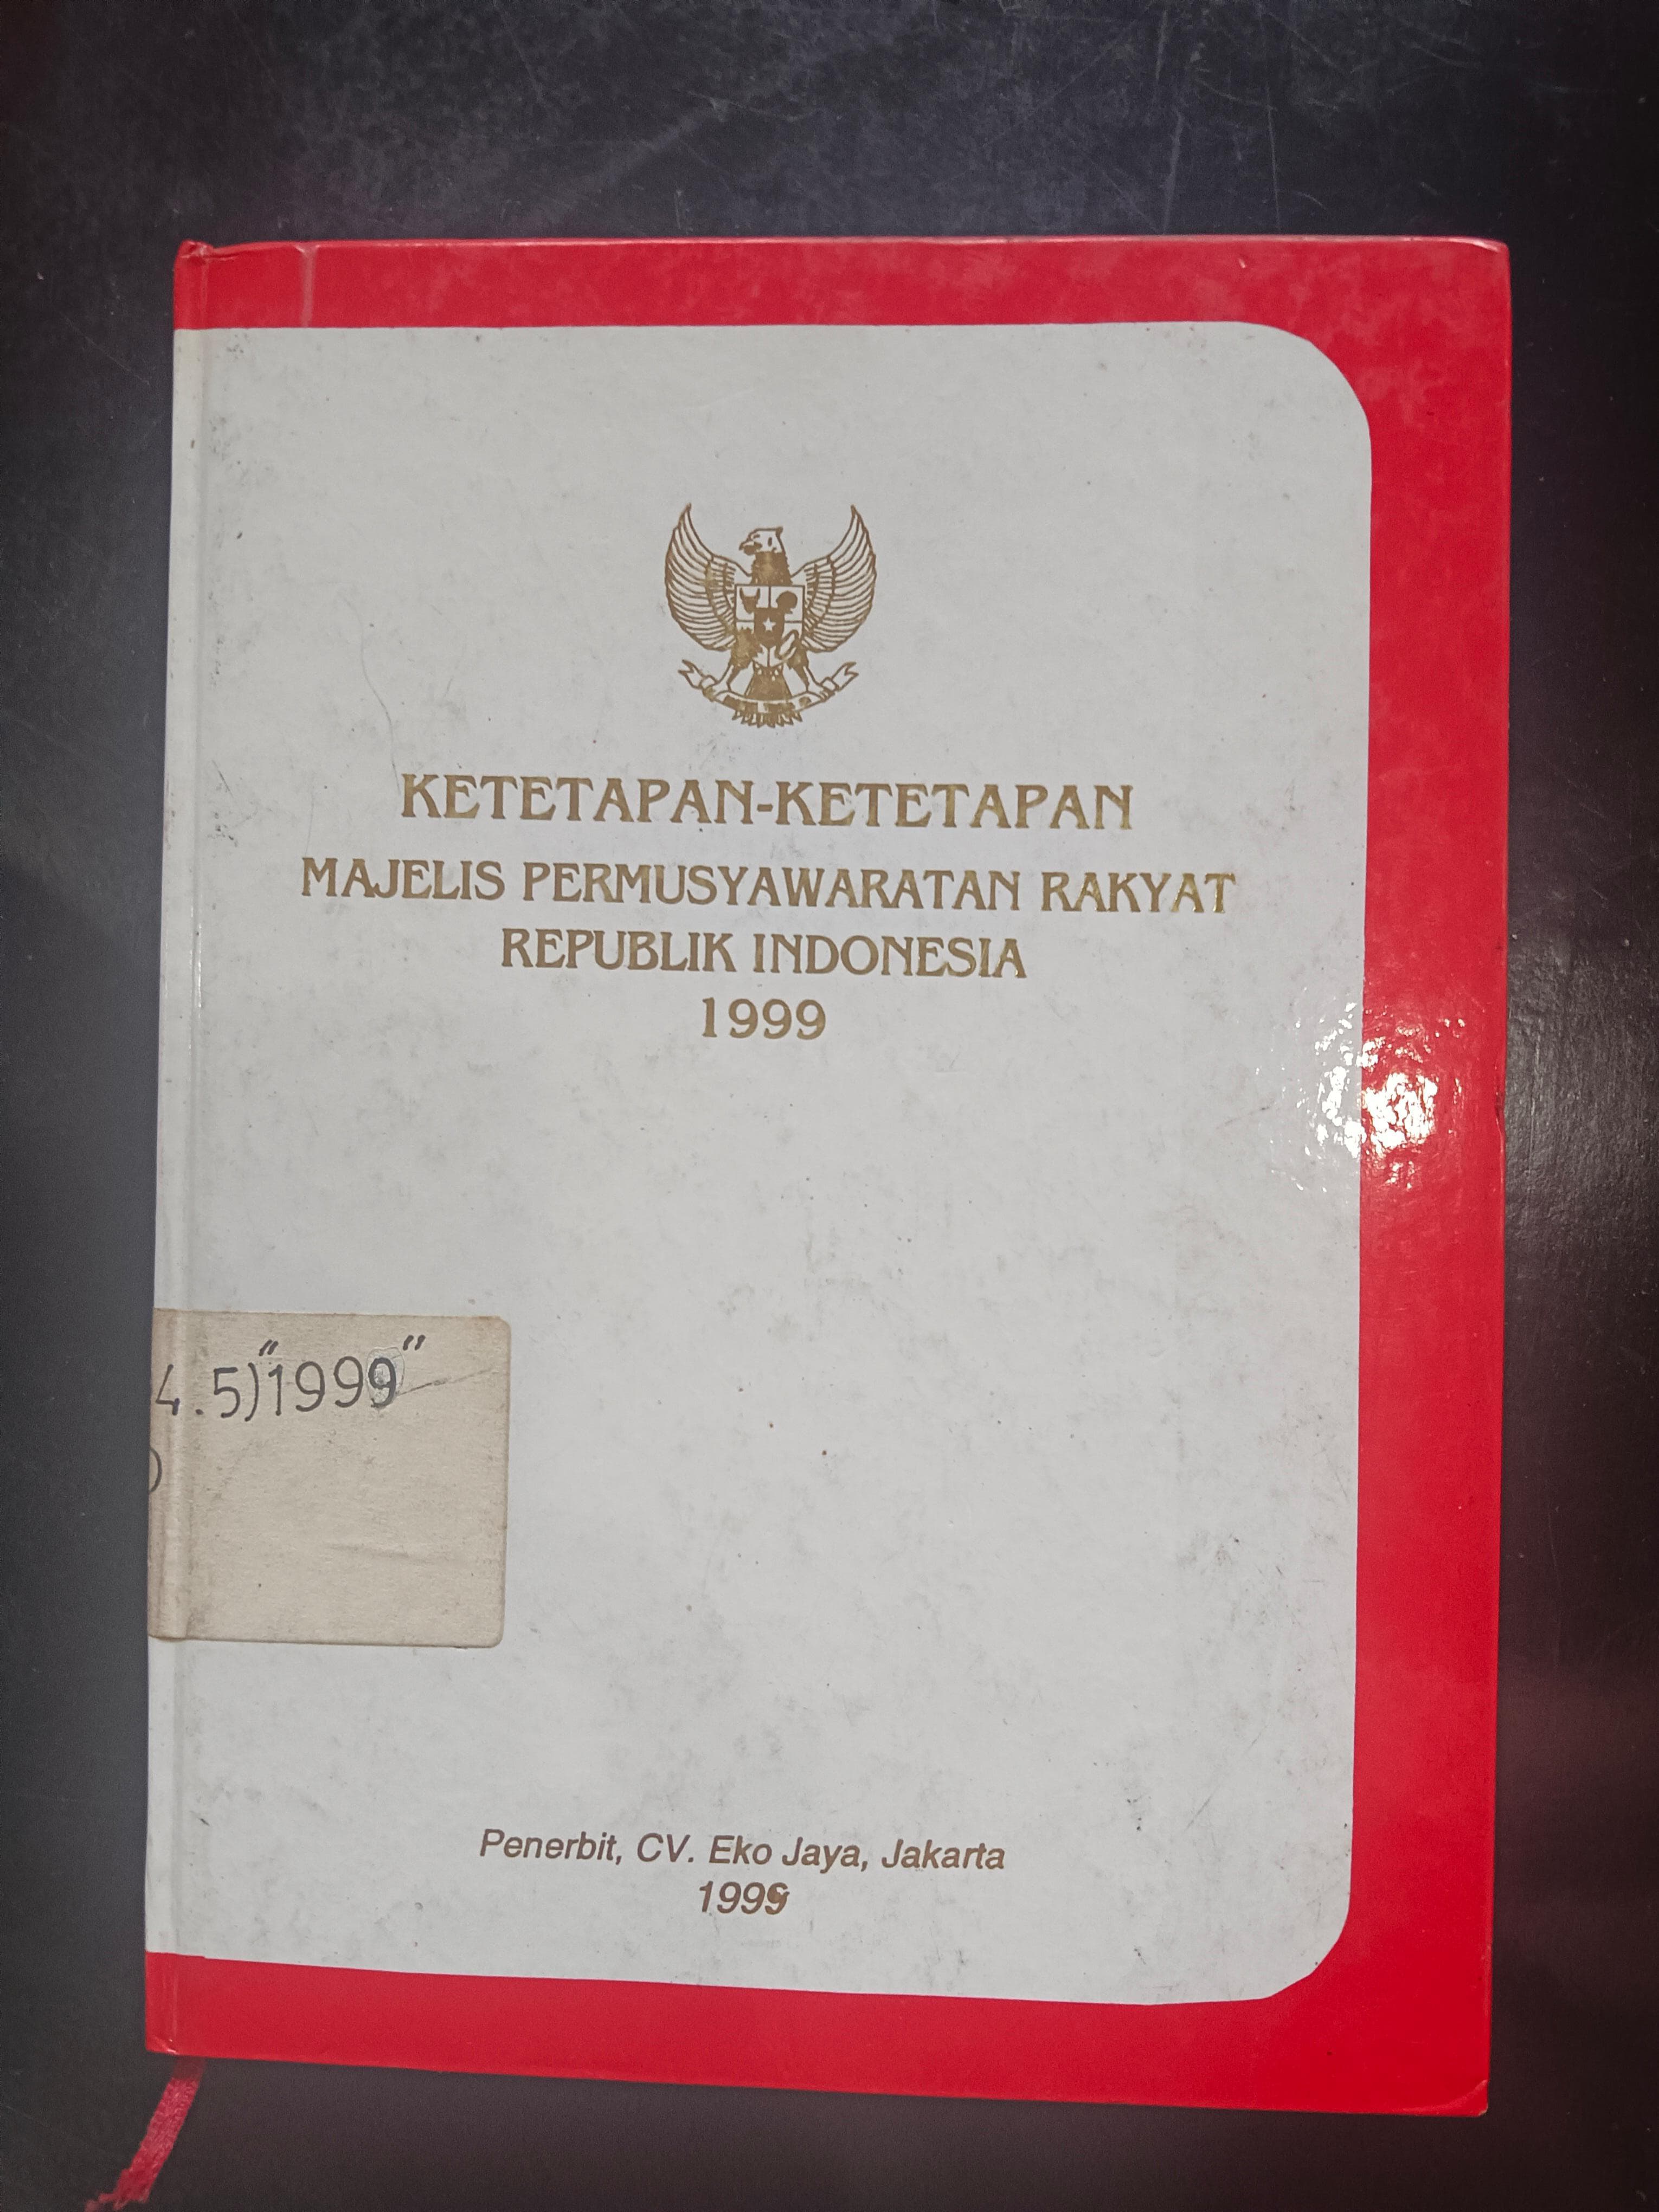 KETETAPAN-KETETAPAN
MAJELIS PERMUSYAWARATAN RAKYAT
REPUBLIK INDONESIA
1999
4.5)"1999"
)
Penerbit, CV. Eko Jaya, Jakarta
1999